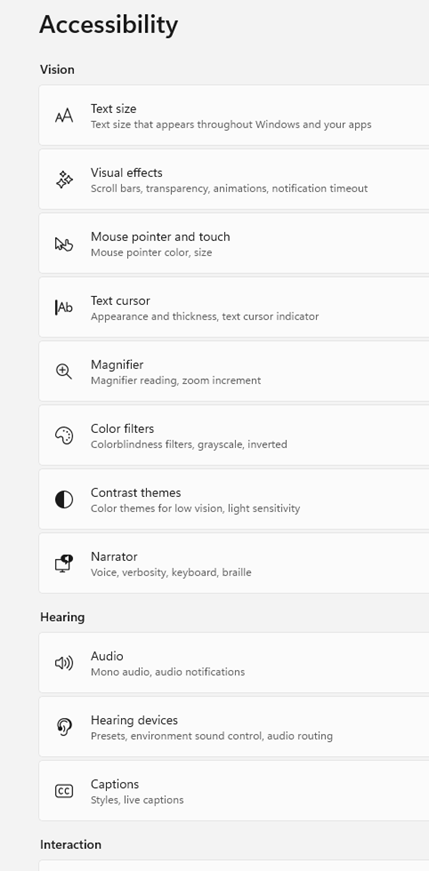 Accessibility
Vision
Text size
Text size that appears throughout Windows and your apps
Visual effects
Scroll bars, transparency, animations, notification timeout
Mouse pointer and touch
Mouse pointer color, size
Ab
Text cursor
Appearance and thickness, text cursor indicator
Magnifier
Magnifier reading, zoom increment
Color filters
Colorblindness filters, grayscale, inverted
Contrast themes
Color themes for low vision, light sensitivity
Narrator
Voice, verbosity, keyboard, braille
Hearing
Audio
Mono audio, audio notifications
Hearing devices
Presets, environment sound control, audio routing
CC
Captions
Styles, live captions
Interaction